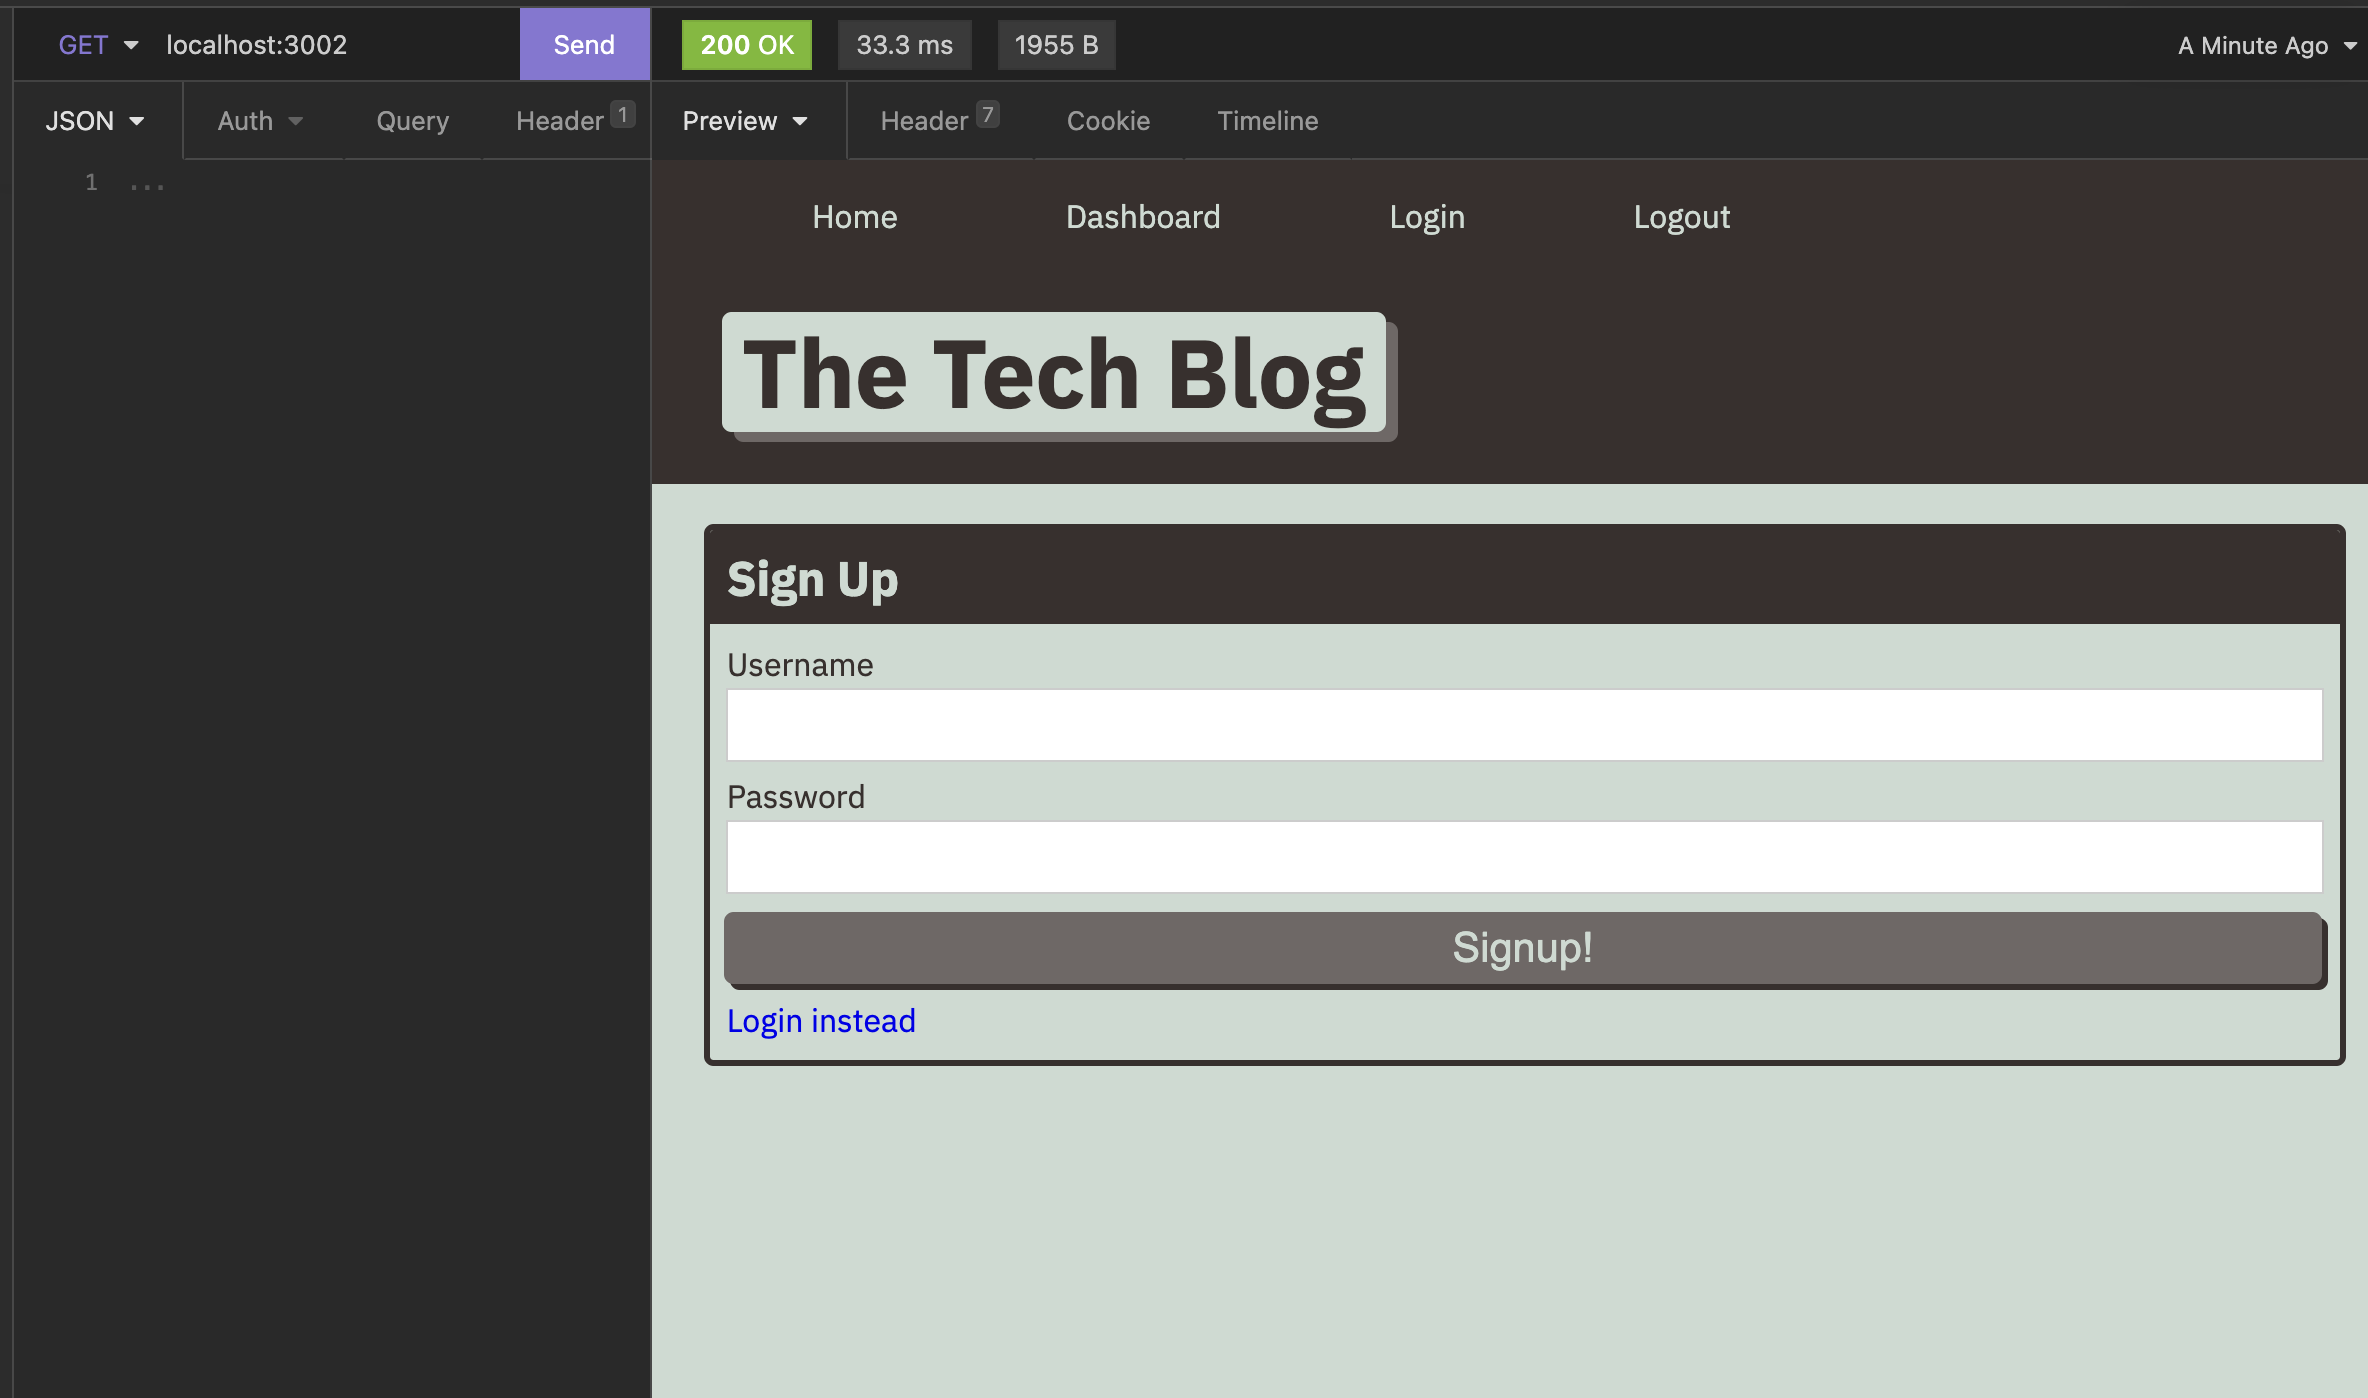 GET localhost:3002 Send 200 OK 33.3 ms 1955 B A Minute Ago
JSON Auth Query Header 1 Preview Header 7 Cookie Timeline
1 ...
Home Dashboard Login Logout
The Tech Blog
Sign Up
Username
Password
Signup!
Login instead